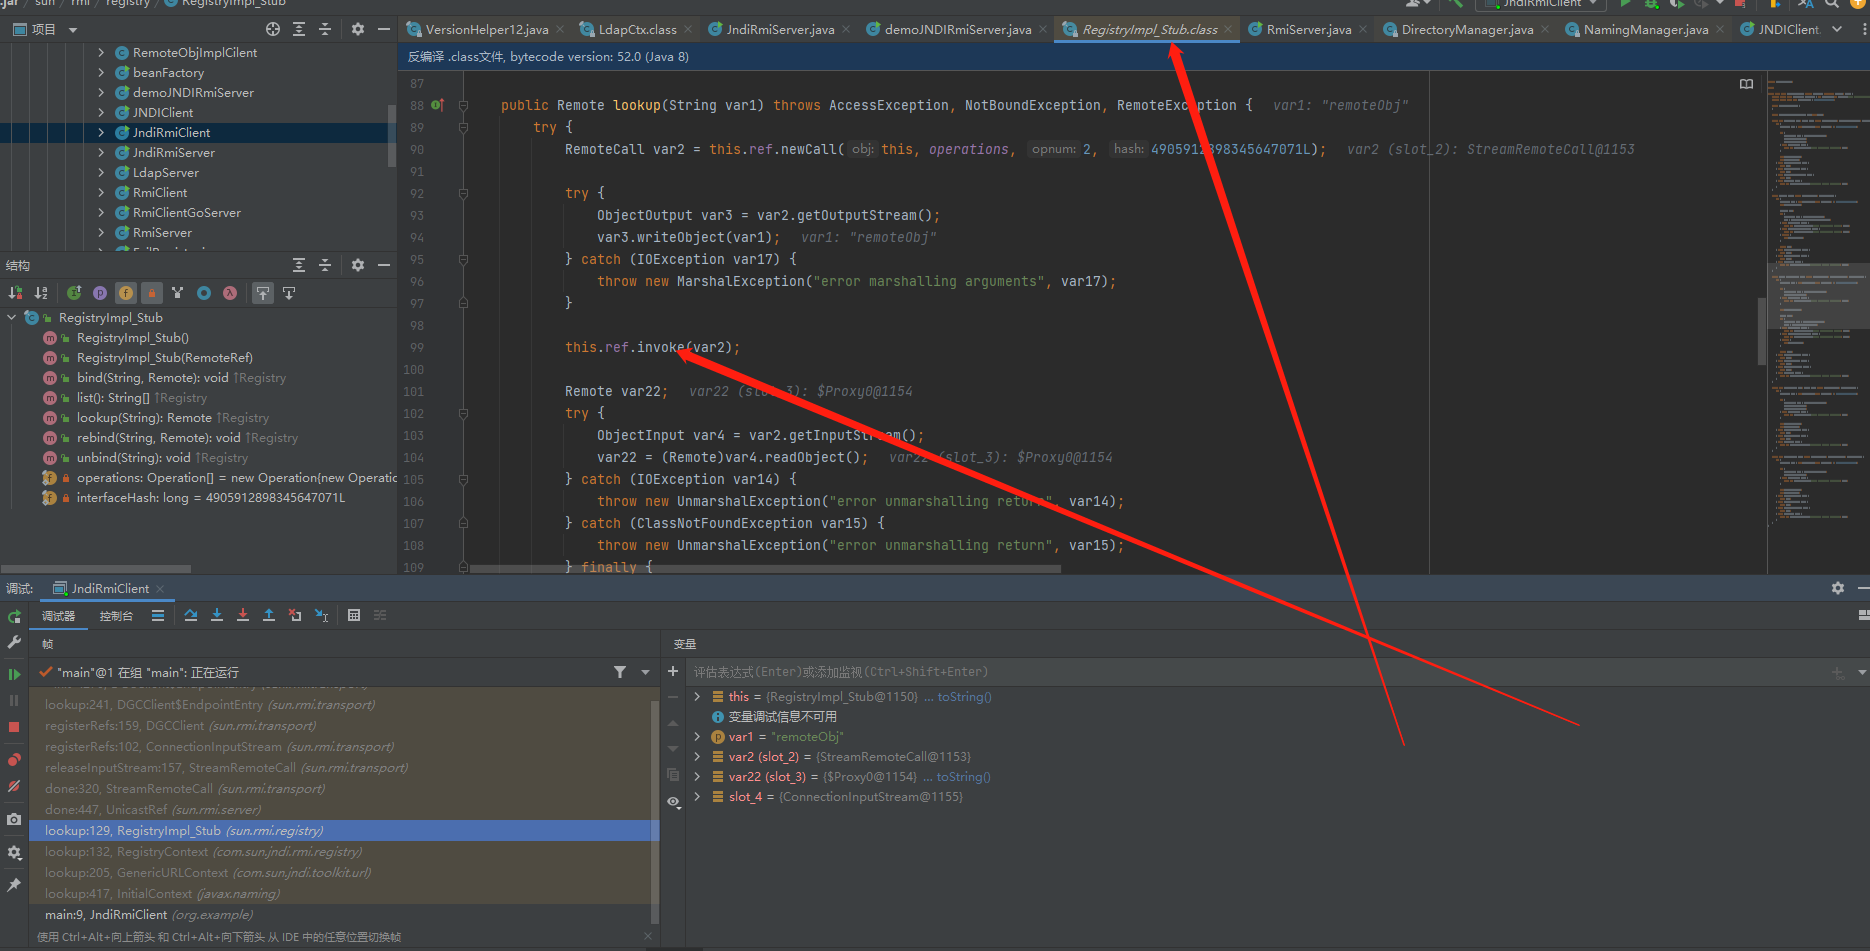 .jar / sun / rmi / registry / RegistryImpl_Stub
JndiRmiClient
项目
VersionHelper12.java
LdapCtx.class
JndiRmiServer.java
demoJNDIRmiServer.java
RegistryImpl_Stub.class
RmiServer.java
DirectoryManager.java
NamingManager.java
JNDIClient.
反编译 .class文件, bytecode version: 52.0 (Java 8)
RemoteObjImplClient
beanFactory
demoJNDIRmiServer
JNDIClient
JndiRmiClient
JndiRmiServer
LdapServer
RmiClient
RmiClientGoServer
RmiServer
结构
RegistryImpl_Stub
RegistryImpl_Stub()
RegistryImpl_Stub(RemoteRef)
bind(String, Remote): void ↑Registry
list(): String[] ↑Registry
lookup(String): Remote ↑Registry
rebind(String, Remote): void ↑Registry
unbind(String): void ↑Registry
operations: Operation[] = new Operation{new Operatio
interfaceHash: long = 4905912898345647071L
87
88 public Remote lookup(String var1) throws AccessException, NotBoundException, RemoteException { var1: "remoteObj"
89 try {
90 RemoteCall var2 = this.ref.newCall( obj: this, operations, opnum: 2, hash: 4905912898345647071L); var2 (slot_2): StreamRemoteCall@1153
91
92 try {
93 ObjectOutput var3 = var2.getOutputStream();
94 var3.writeObject(var1); var1: "remoteObj"
95 } catch (IOException var17) {
96 throw new MarshalException("error marshalling arguments", var17);
97 }
98
99 this.ref.invoke(var2);
100
101 Remote var22; var22 (slot_3): $Proxy0@1154
102 try {
103 ObjectInput var4 = var2.getInputStream();
104 var22 = (Remote)var4.readObject(); var22 (slot_3): $Proxy0@1154
105 } catch (IOException var14) {
106 throw new UnmarshalException("error unmarshalling return", var14);
107 } catch (ClassNotFoundException var15) {
108 throw new UnmarshalException("error unmarshalling return", var15);
109 } finally {
调试: JndiRmiClient
调试器 控制台
帧
"main"@1 在组 "main": 正在运行
lookup:241, DGCClient$EndpointEntry (sun.rmi.transport)
registerRefs:159, DGCClient (sun.rmi.transport)
registerRefs:102, ConnectionInputStream (sun.rmi.transport)
releaseInputStream:157, StreamRemoteCall (sun.rmi.transport)
done:320, StreamRemoteCall (sun.rmi.transport)
done:447, UnicastRef (sun.rmi.server)
lookup:129, RegistryImpl_Stub (sun.rmi.registry)
lookup:132, RegistryContext (com.sun.jndi.rmi.registry)
lookup:205, GenericURLContext (com.sun.jndi.toolkit.url)
lookup:417, InitialContext (javax.naming)
main:9, JndiRmiClient (org.example)
使用 Ctrl+Alt+向上箭头 和 Ctrl+Alt+向下箭头 从 IDE 中的任意位置切换帧
变量
评估表达式(Enter)或添加监视(Ctrl+Shift+Enter)
this = {RegistryImpl_Stub@1150} ... toString()
变量调试信息不可用
var1 = "remoteObj"
var2 (slot_2) = {StreamRemoteCall@1153}
var22 (slot_3) = {$Proxy0@1154} ... toString()
slot_4 = {ConnectionInputStream@1155}